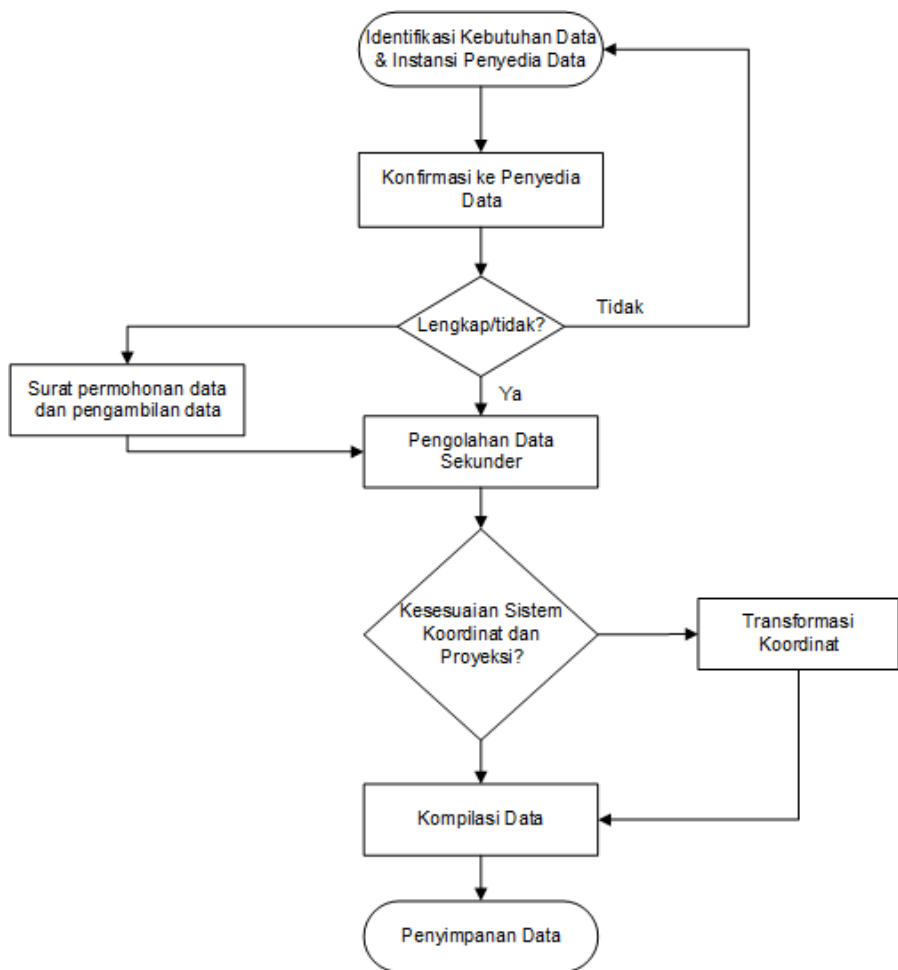 Identifikasi Kebutuhan Data
& Instansi Penyedia Data
Konfirmasi ke Penyedia
Data
Lengkap/tidak?
Tidak
Surat permohonan data
dan pengambilan data
Ya
Pengolahan Data
Sekunder
Kesesuaian Sistem
Koordinat dan
Proyeksi?
Transformasi
Koordinat
Kompilasi Data
Penyimpanan Data